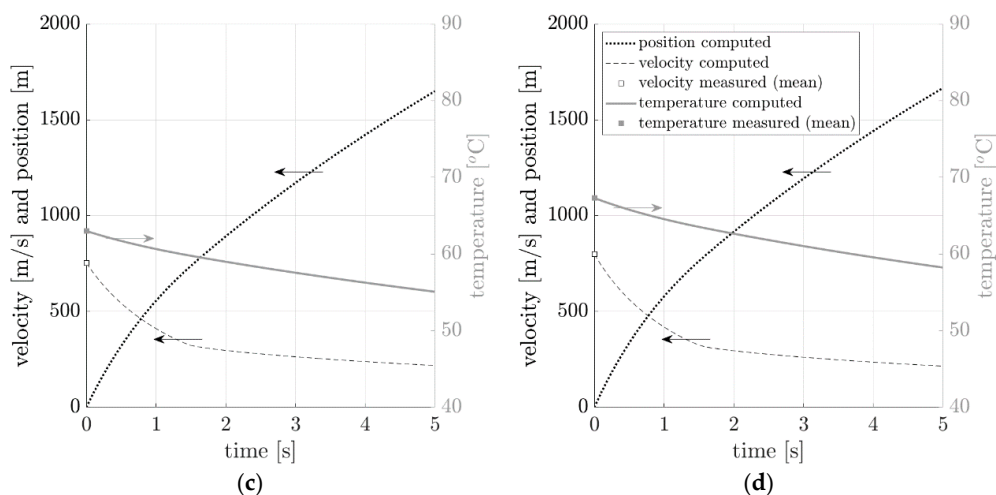 2000
1500
1000
500
0
velocity [m/s] and position [m]
90
80
70
60
50
40
temperature [°C]
0 1 2 3 4 5
time [s]
(c)
2000
1500
1000
500
0
velocity [m/s] and position [m]
position computed
velocity computed
velocity measured (mean)
temperature computed
temperature measured (mean)
90
80
70
60
50
40
temperature [°C]
0 1 2 3 4 5
time [s]
(d)